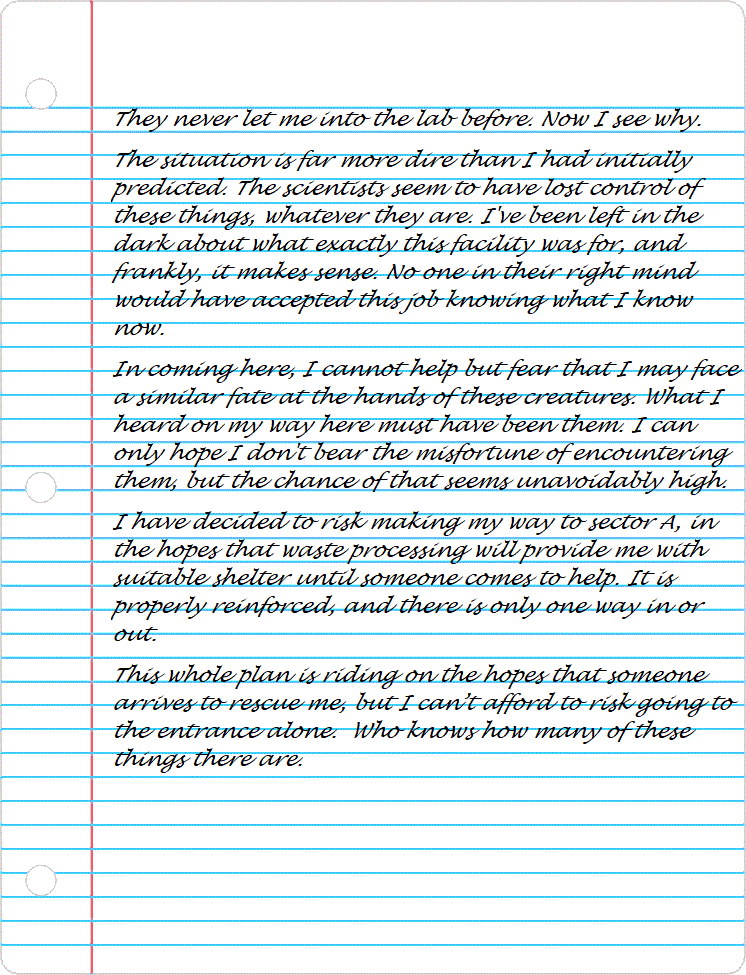 They never let me into the lab before. Now I see why.
The situation is far more dire than I had initially
predicted. The scientists seem to have lost control of
these things, whatever they are. I've been left in the
dark about what exactly this facility was for, and
frankly, it makes sense. No one in their right mind
would have accepted this job knowing what I know
now.
In coming here, I cannot help but fear that I may face
a similar fate at the hands of these creatures. What I
heard on my way here must have been them. I can
only hope I don't bear the misfortune of encountering
them, but the chance of that seems unavoidably high.
I have decided to risk making my way to sector A, in
the hopes that waste processing will provide me with
suitable shelter until someone comes to help. It is
properly reinforced, and there is only one way in or
out.
This whole plan is riding on the hopes that someone
arrives to rescue me, but I can’t afford to risk going to
the entrance alone.  Who knows how many of these
things there are.